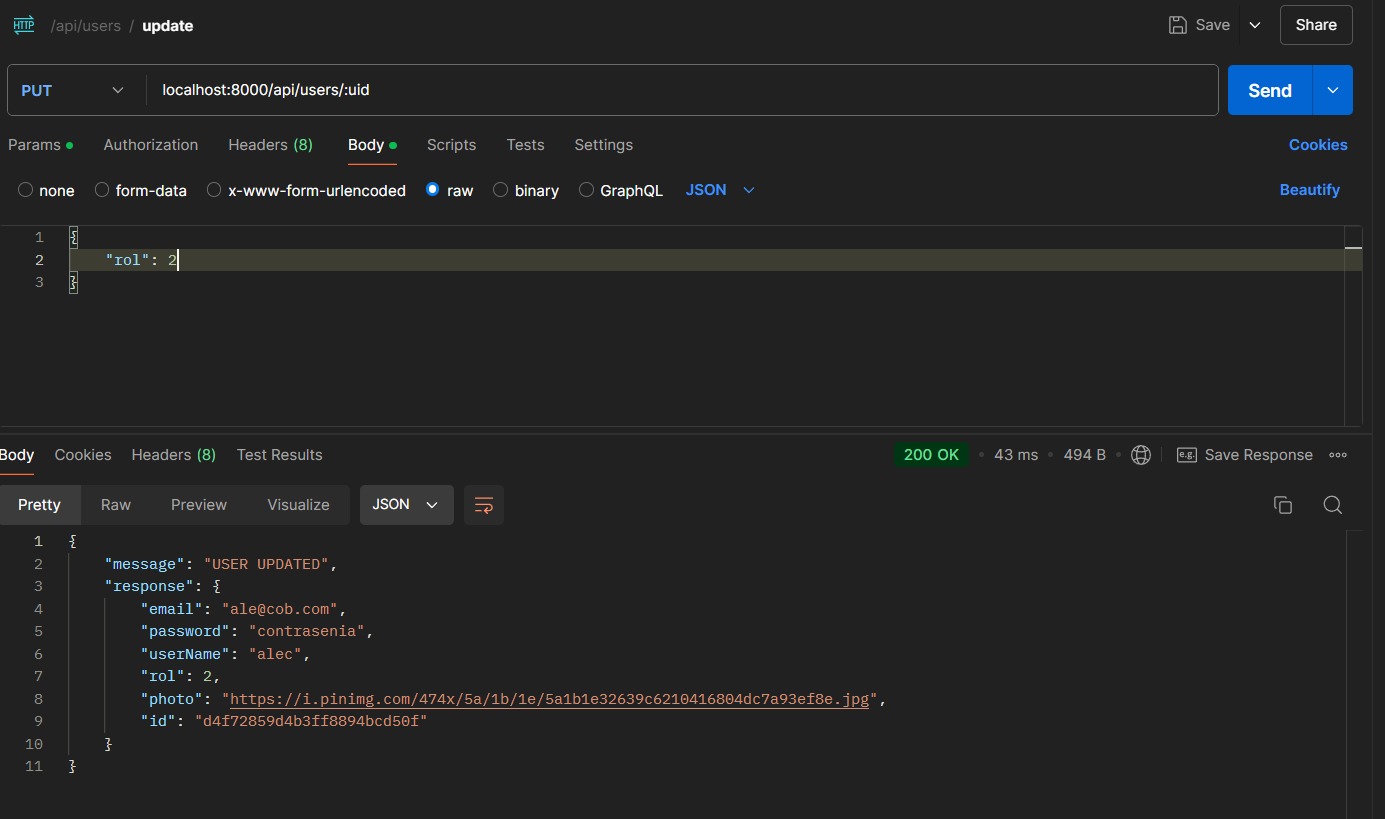 HTTP /api/users / update Save Share
PUT localhost:8000/api/users/:uid Send
Params Authorization Headers (8) Body Scripts Tests Settings Cookies
none form-data x-www-form-urlencoded raw binary GraphQL JSON Beautify
1 {
2 "rol": 2
3 }
Body Cookies Headers (8) Test Results 200 OK 43 ms 494 B e.g. Save Response
Pretty Raw Preview Visualize JSON
1 {
2 "message": "USER UPDATED",
3 "response": {
4 "email": "ale@cob.com",
5 "password": "contrasenia",
6 "userName": "alec",
7 "rol": 2,
8 "photo": "https://i.pinimg.com/474x/5a/1b/1e/5a1b1e32639c6210416804dc7a93ef8e.jpg",
9 "id": "d4f72859d4b3ff8894bcd50f"
10 }
11 }